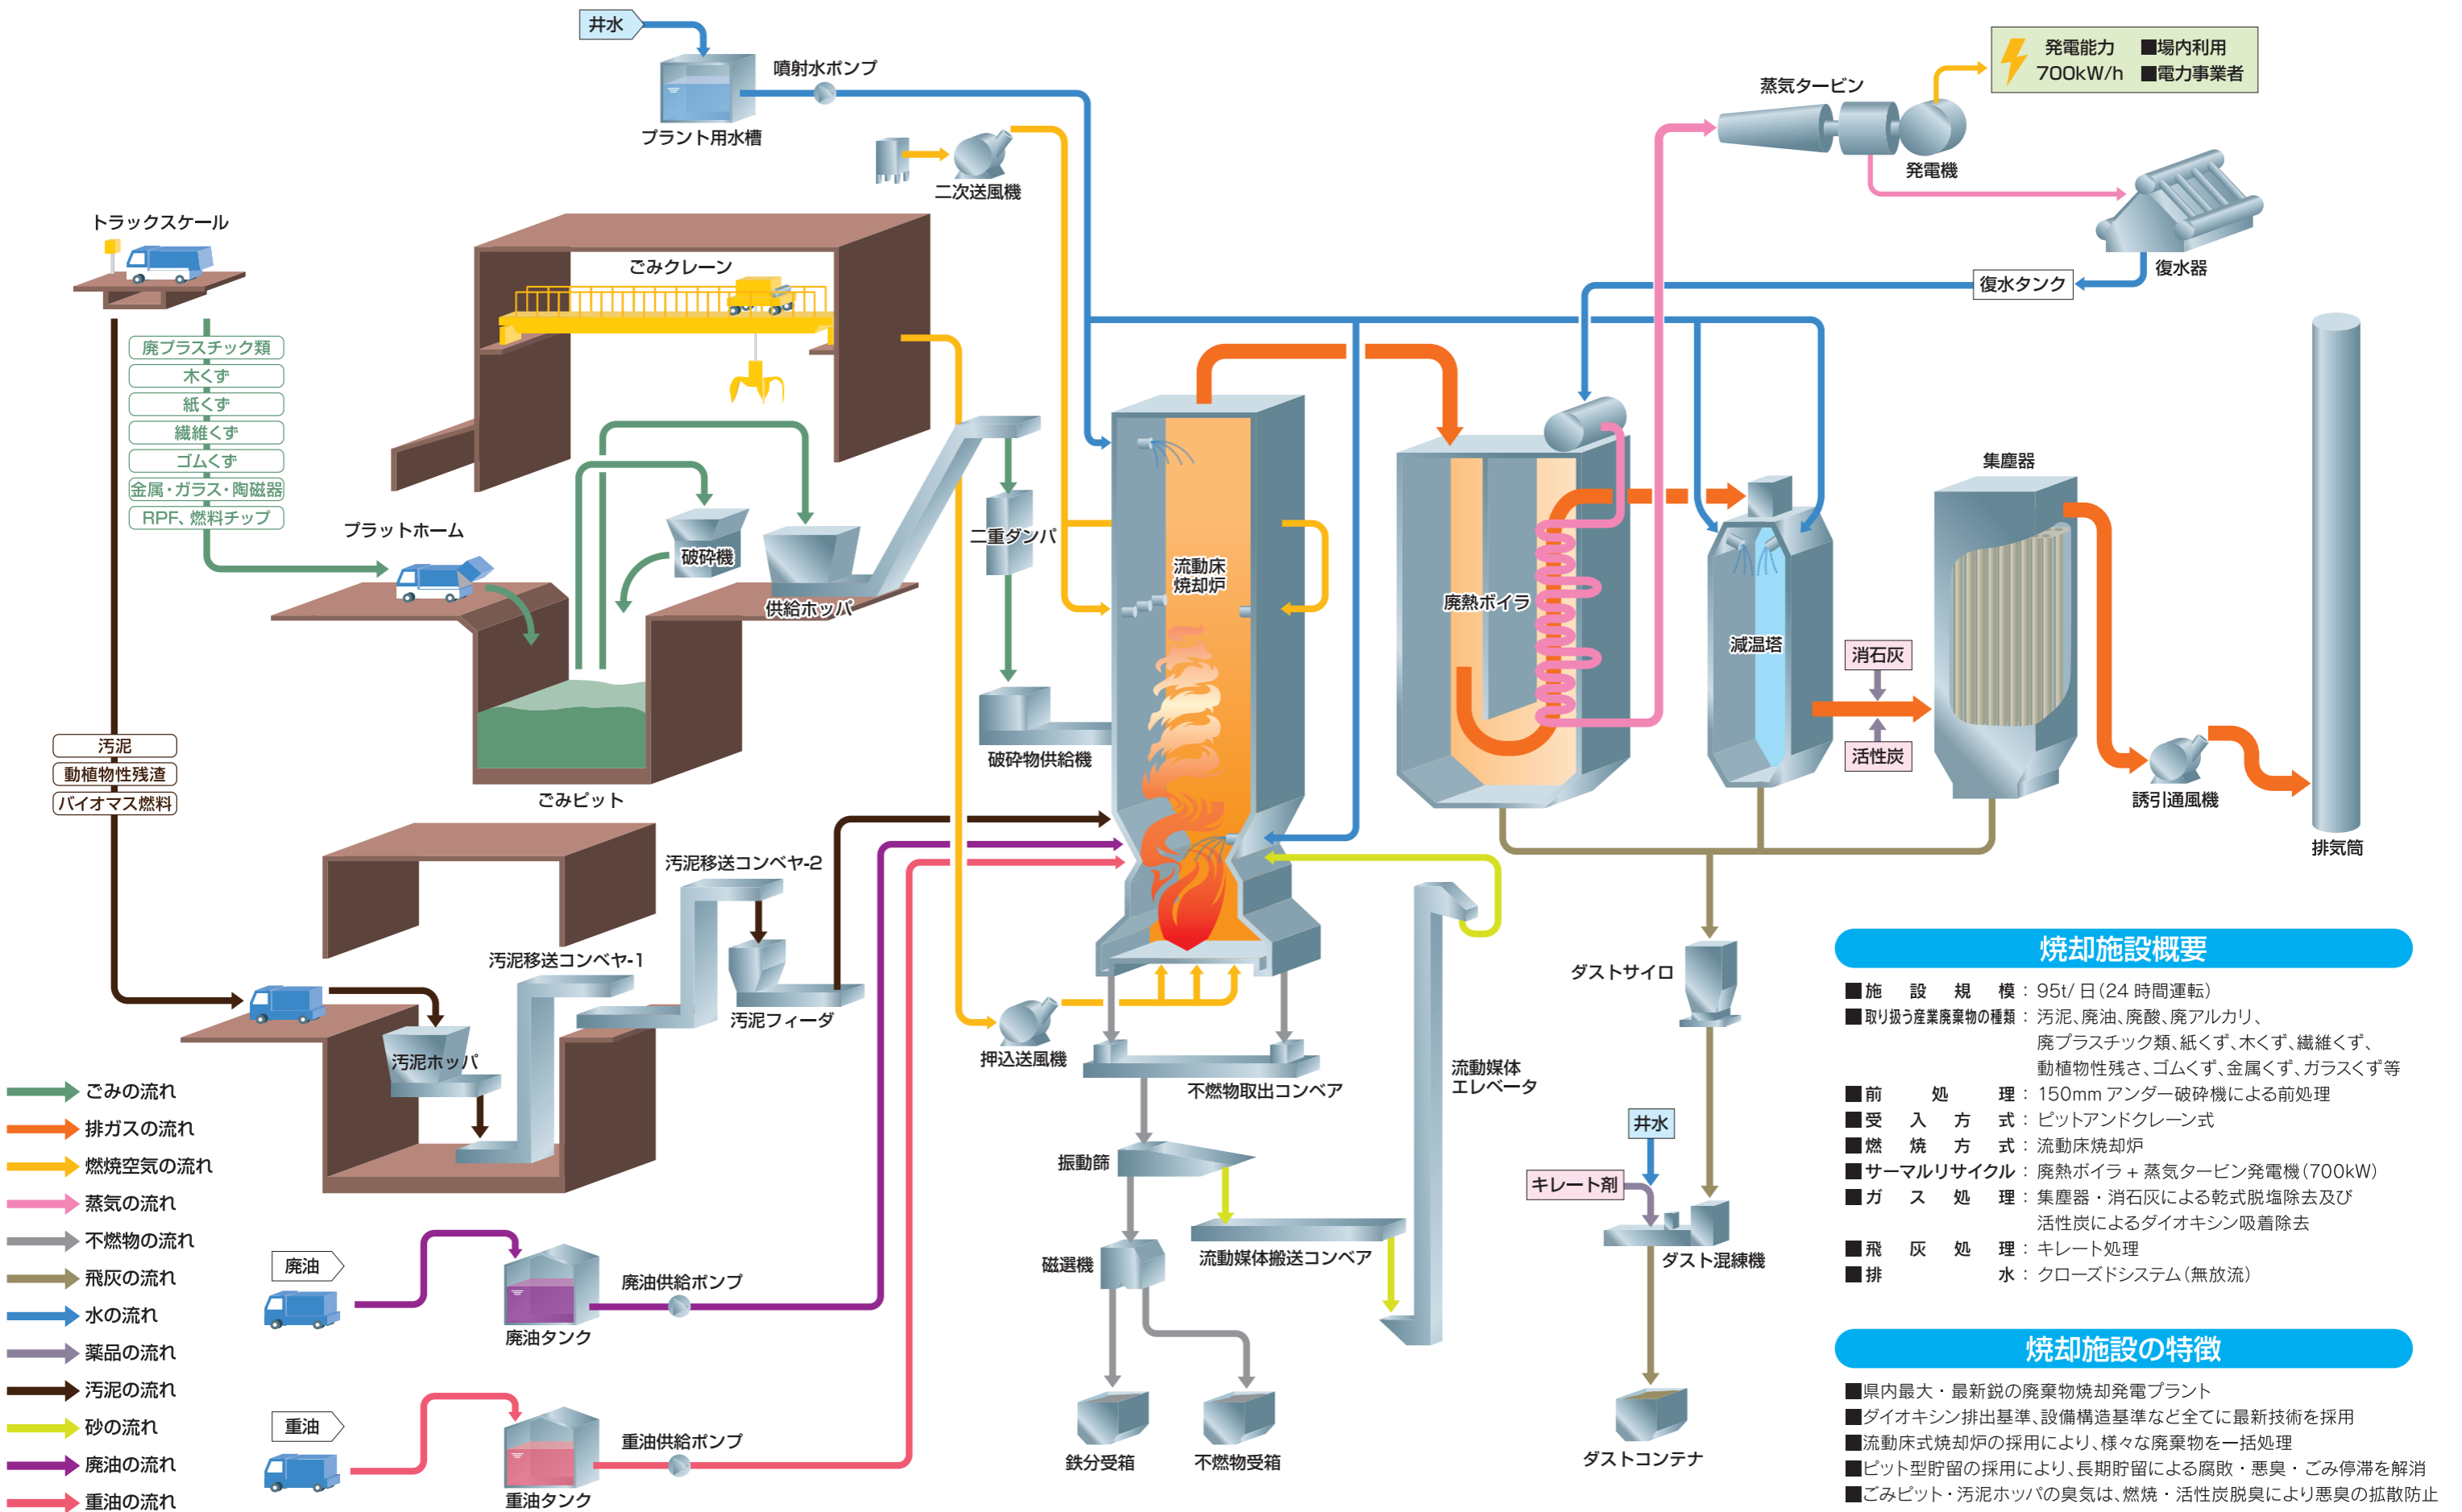 井水
噴射水ポンプ
プラント用水槽
二次送風機
蒸気タービン
発電機
発電能力 ■場内利用
700kW/h ■電力事業者
復水器
復水タンク
トラックスケール
廃プラスチック類
木くず
紙くず
繊維くず
ゴムくず
金属・ガラス・陶磁器
RPF、燃料チップ
ごみクレーン
プラットホーム
破砕機
供給ホッパ
二重ダンパ
破砕物供給機
ごみピット
流動床
焼却炉
廃熱ボイラ
減温塔
消石灰
活性炭
集塵器
誘引通風機
排気筒
汚泥
動植物性残渣
バイオマス燃料
汚泥移送コンベヤ-2
汚泥移送コンベヤ-1
汚泥フィーダ
汚泥ホッパ
押込送風機
不燃物取出コンベア
振動篩
磁選機
流動媒体搬送コンベア
流動媒体
エレベータ
鉄分受箱
不燃物受箱
ダストサイロ
井水
キレート剤
ダスト混練機
ダストコンテナ
廃油
廃油タンク
廃油供給ポンプ
重油
重油タンク
重油供給ポンプ
ごみの流れ
排ガスの流れ
燃焼空気の流れ
蒸気の流れ
不燃物の流れ
飛灰の流れ
水の流れ
薬品の流れ
汚泥の流れ
砂の流れ
廃油の流れ
重油の流れ
焼却施設概要
■施設規模：95t/日(24時間運転)
■取り扱う産業廃棄物の種類：汚泥、廃油、廃酸、廃アルカリ、
廃プラスチック類、紙くず、木くず、繊維くず、
動植物性残さ、ゴムくず、金属くず、ガラスくず等
■前処理：150mmアンダー破砕機による前処理
■受入方式：ピットアンドクレーン式
■燃焼方式：流動床焼却炉
■サーマルリサイクル：廃熱ボイラ+蒸気タービン発電機(700kW)
■ガス処理：集塵器・消石灰による乾式脱塩除去及び
活性炭によるダイオキシン吸着除去
■飛灰処理：キレート処理
■排水：クローズドシステム(無放流)
焼却施設の特徴
■県内最大・最新鋭の廃棄物焼却発電プラント
■ダイオキシン排出基準、設備構造基準など全てに最新技術を採用
■流動床式焼却炉の採用により、様々な廃棄物を一括処理
■ピット型貯留の採用により、長期貯留による腐敗・悪臭・ごみ停滞を解消
■ごみピット・汚泥ホッパの臭気は、燃焼・活性炭脱臭により悪臭の拡散防止